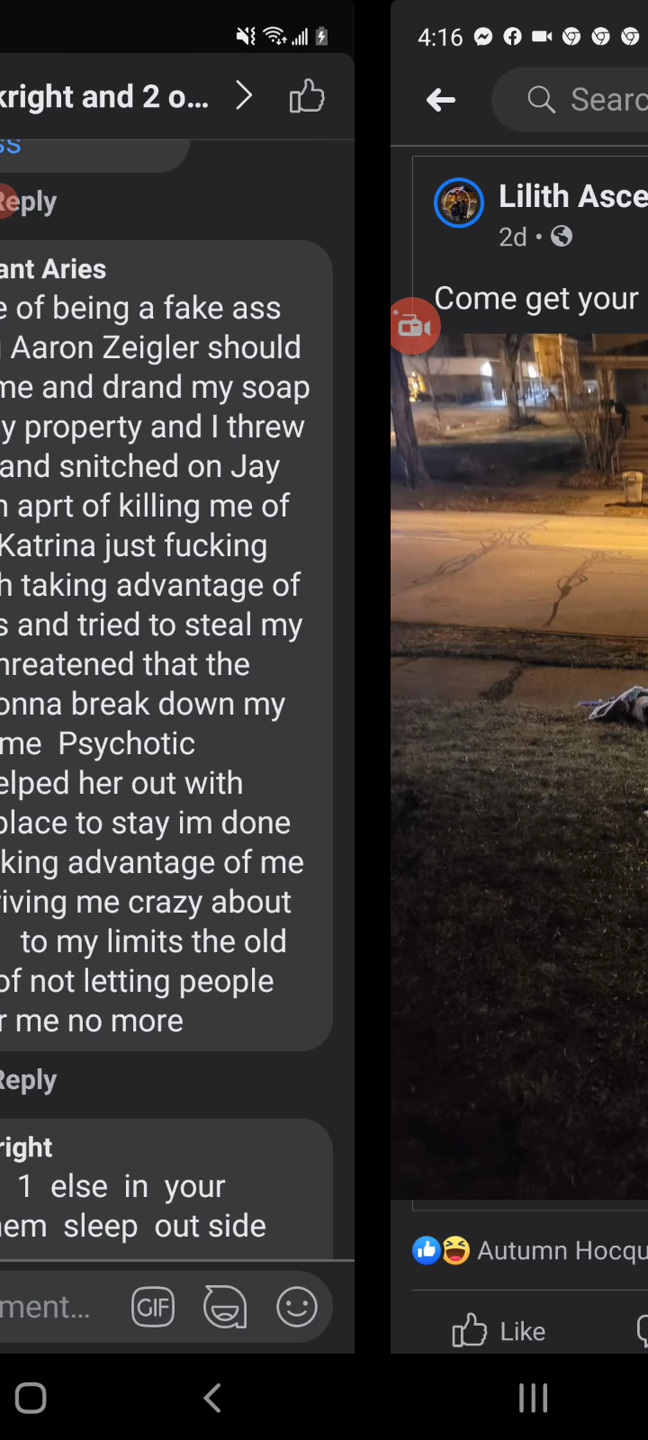 kright and 2 o...
ss
Reply
ant Aries
e of being a fake ass
Aaron Zeigler should
me and drand my soap
y property and I threw
and snitched on Jay
n aprt of killing me of
Katrina just fucking
h taking advantage of
s and tried to steal my
hreatened that the
onna break down my
me Psychotic
elped her out with
place to stay im done
king advantage of me
riving me crazy about
to my limits the old
of not letting people
r me no more
Reply
right
1 else in your
hem sleep out side
ment...
GIF
4:16
Searc
Lilith Asce
2d
Come get your
Autumn Hocqu
Like